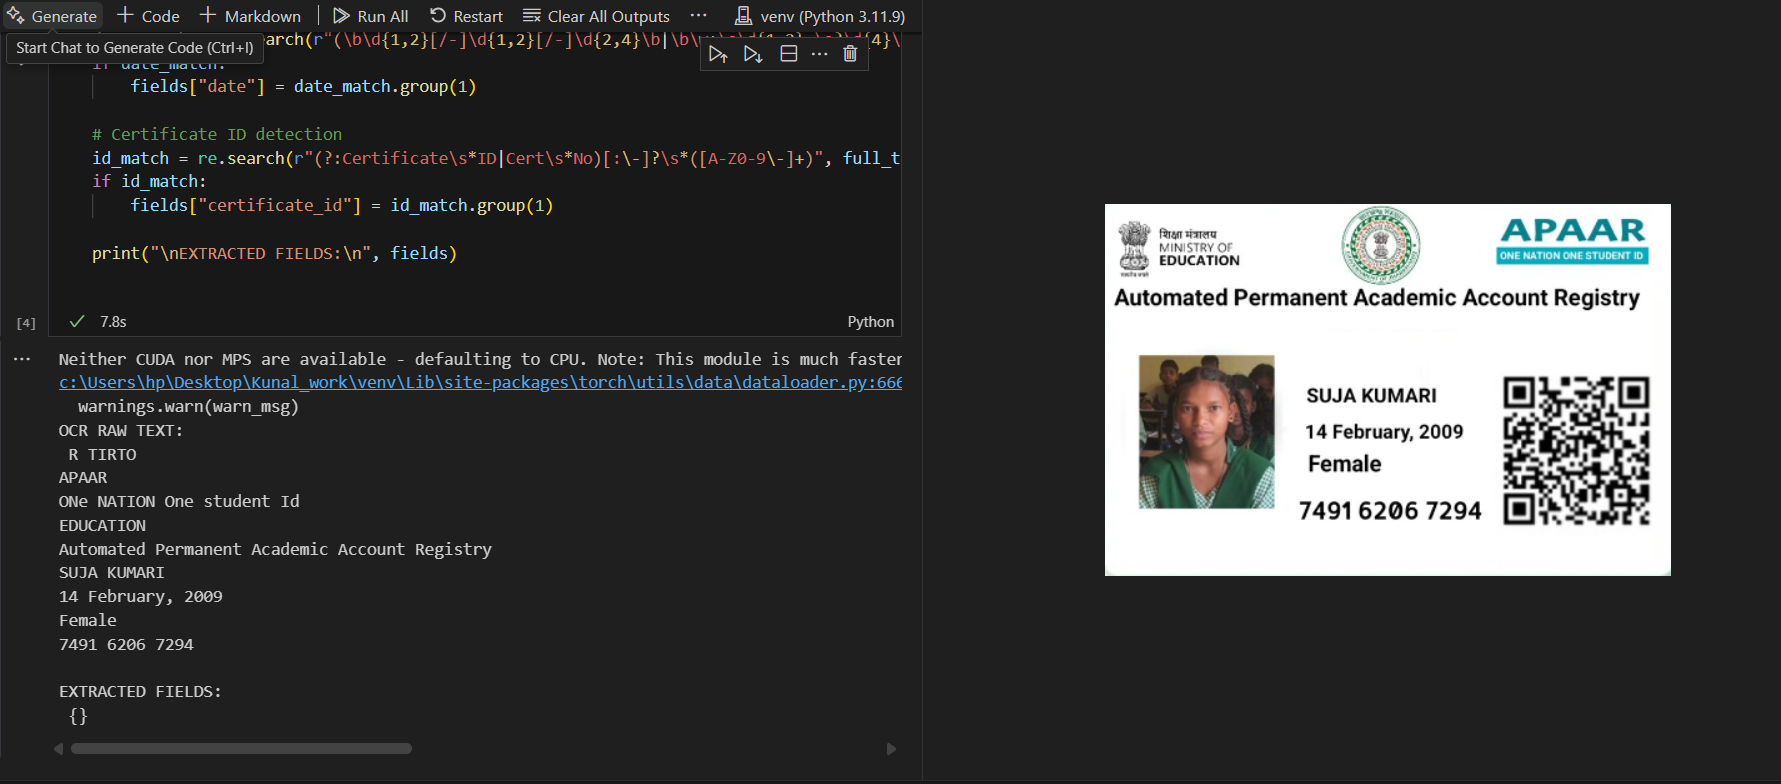 Generate + Code + Markdown Run All Restart Clear All Outputs ... venv (Python 3.11.9)
Start Chat to Generate Code (Ctrl+I)
arch(r"(\b\d{1,2}[/-]\d{1,2}[/-]\d{2,4}\b|\b
if date_match:
fields["date"] = date_match.group(1)
# Certificate ID detection
id_match = re.search(r"(?:Certificate\s*ID|Cert\s*No)[:\-]?\s*([A-Z0-9\-]+)", full_t
if id_match:
fields["certificate_id"] = id_match.group(1)
print("\nEXTRACTED FIELDS:\n", fields)
[4] 7.8s Python
Neither CUDA nor MPS are available - defaulting to CPU. Note: This module is much faster
c:\Users\hp\Desktop\Kunal_work\venv\Lib\site-packages\torch\utils\data\dataloader.py:666
warnings.warn(warn_msg)
OCR RAW TEXT:
R TIRTO
APAAR
ONe NATION One student Id
EDUCATION
Automated Permanent Academic Account Registry
SUJA KUMARI
14 February, 2009
Female
7491 6206 7294
EXTRACTED FIELDS:
{}
शिक्षा मंत्रालय
MINISTRY OF
EDUCATION
APAAR
ONE NATION ONE STUDENT ID
Automated Permanent Academic Account Registry
SUJA KUMARI
14 February, 2009
Female
7491 6206 7294